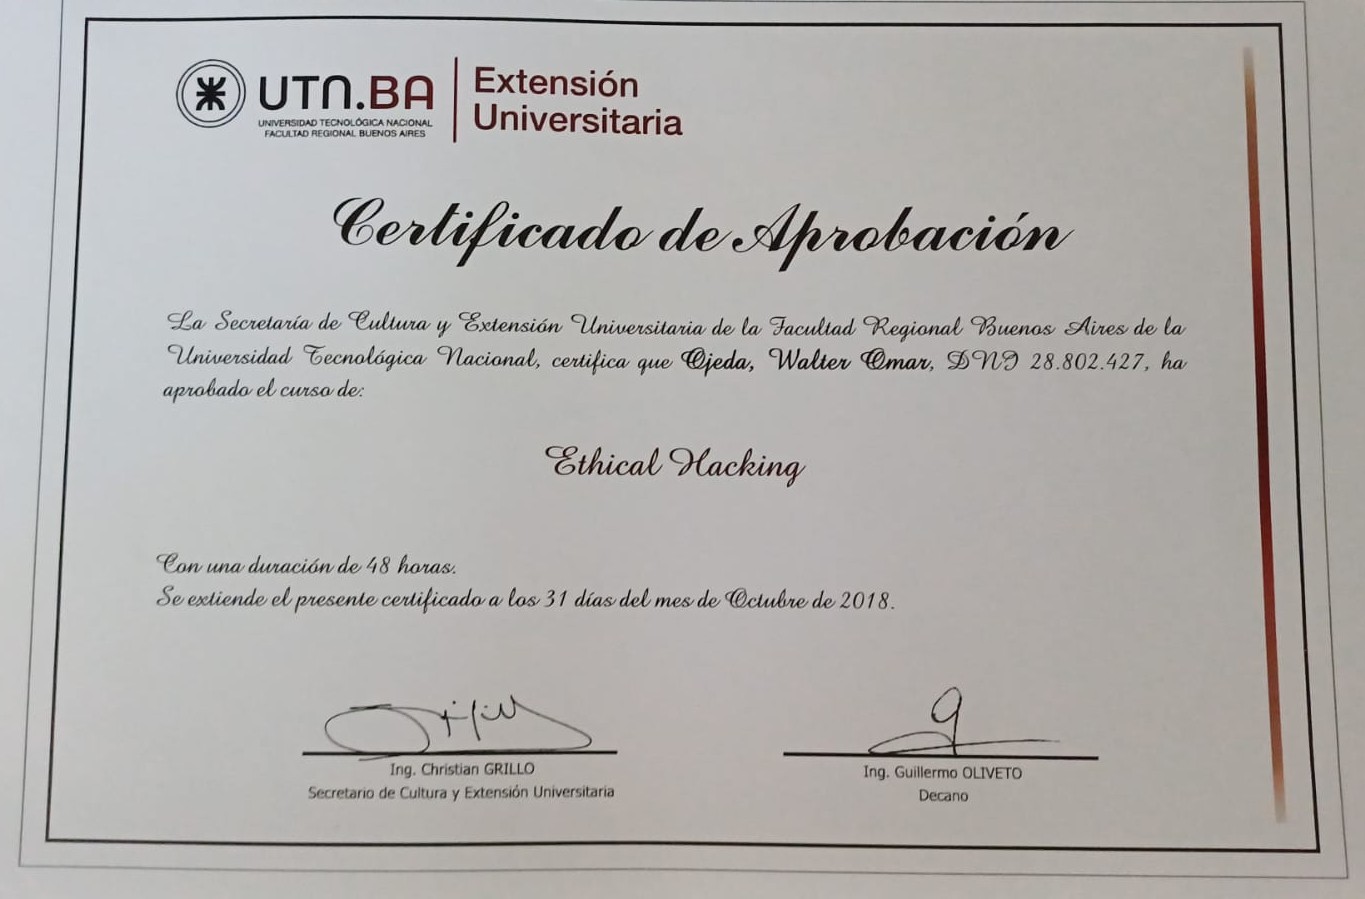 UTN.BA
UNIVERSIDAD TECNOLÓGICA NACIONAL
FACULTAD REGIONAL BUENOS AIRES
Extensión
Universitaria
Certificado de Aprobación
La Secretaría de Cultura y Extensión Universitaria de la Facultad Regional Buenos Aires de la
Universidad Tecnológica Nacional, certifica que Ojeda, Walter Omar, DNI 28.802.427, ha
aprobado el curso de:
Ethical Hacking
Con una duración de 48 horas.
Se extiende el presente certificado a los 31 días del mes de Octubre de 2018.
Ing. Christian GRILLO
Secretario de Cultura y Extensión Universitaria
Ing. Guillermo OLIVETO
Decano